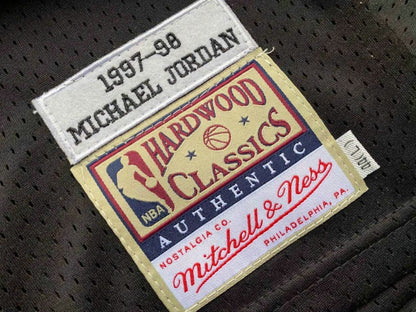 1997-98
MICHAEL JORDAN
HARDWOOD
CLASSICS
NBA
AUTHENTIC
NOSTALGIA CO.
Mitchell & Ness
PHILADELPHIA, PA.